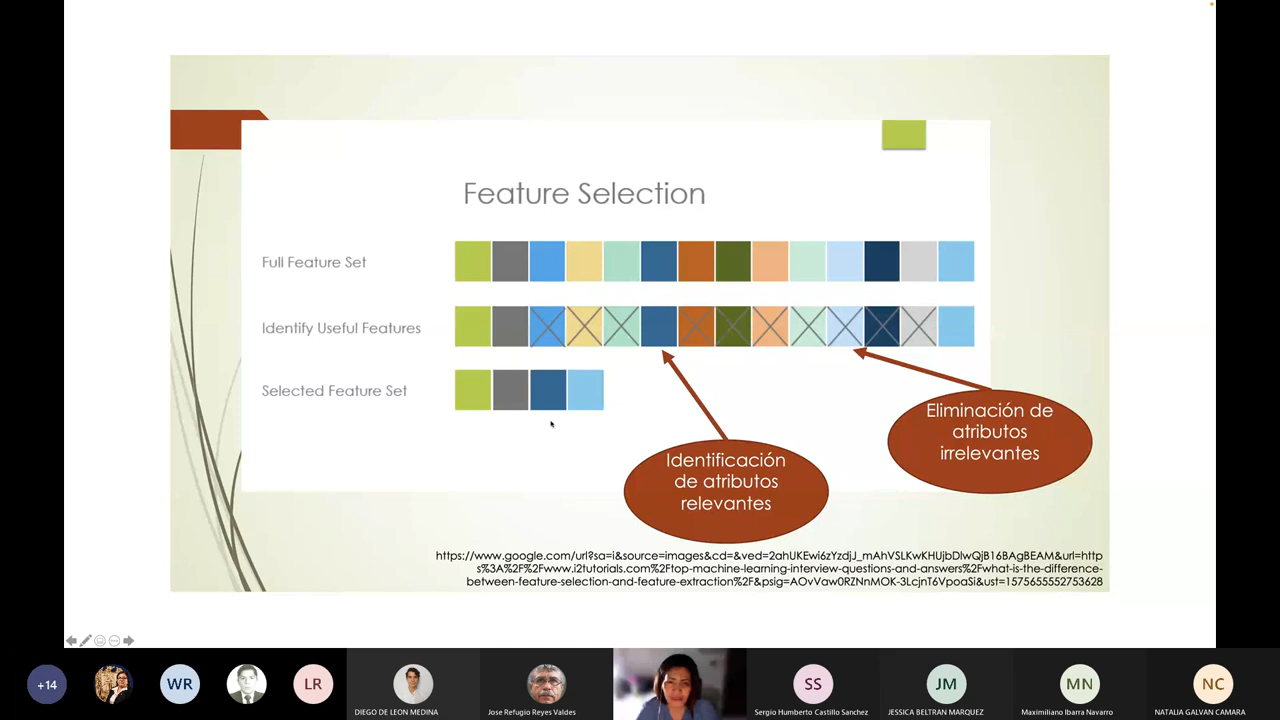 Feature Selection
Full Feature Set
Identify Useful Features
Selected Feature Set
Identificación
de atributos
relevantes
Eliminación de
atributos
irrelevantes
https://www.google.com/url?sa=i&source=images&cd=&ved=2ahUKEwi6zYzdjJ_mAhVSLKwKHUjbDlwQjB16BAgBEAM&url=http
s%3A%2F%2Fwww.i2tutorials.com%2Ftop-machine-learning-interview-questions-and-answers%2Fwhat-is-the-difference-
between-feature-selection-and-feature-extraction%2F&psig=AOvVaw0RZNnMOK-3LcjnT6VpoaSi&ust=1575655552753628
+14
WR
LR
DIEGO DE LEON MEDINA
Jose Refugio Reyes Valdes
SS
Sergio Humberto Castillo Sanchez
JM
JESSICA BELTRAN MARQUEZ
MN
Maximiliano Ibarra Navarro
NC
NATALIA GALVAN CAMARA